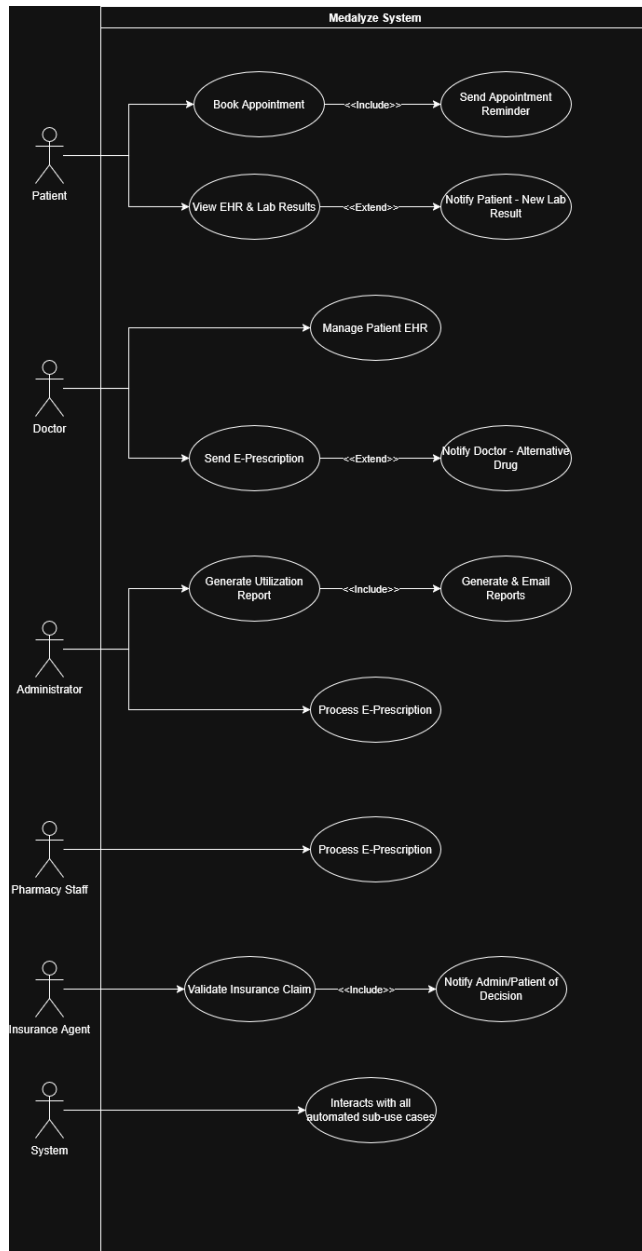 Medalyze System
Book Appointment
<<Include>>
Send Appointment
Reminder
Patient
View EHR & Lab Results
<<Extend>>
Notify Patient - New Lab
Result
Manage Patient EHR
Doctor
Send E-Prescription
<<Extend>>
Notify Doctor - Alternative
Drug
Generate Utilization
Report
<<Include>>
Generate & Email
Reports
Administrator
Process E-Prescription
Process E-Prescription
Pharmacy Staff
Validate Insurance Claim
<<Include>>
Notify Admin/Patient of
Decision
Insurance Agent
Interacts with all
automated sub-use cases
System